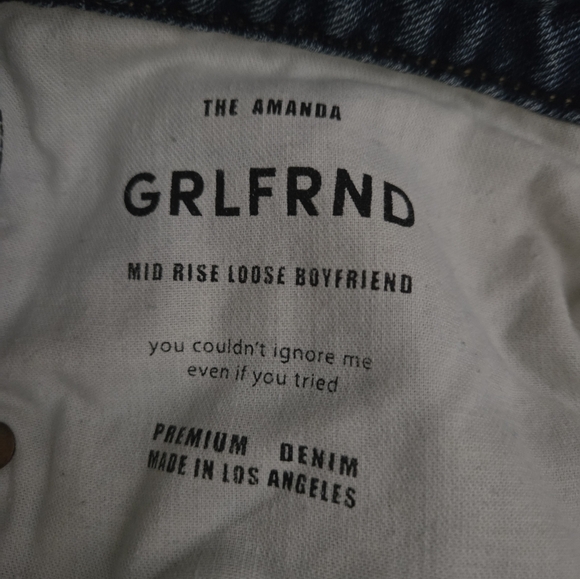 THE AMANDA
GRLFRND
MID RISE LOOSE BOYFRIEND
you couldn't ignore me
even if you tried
PREMIUM DENIM
MADE IN LOS ANGELES